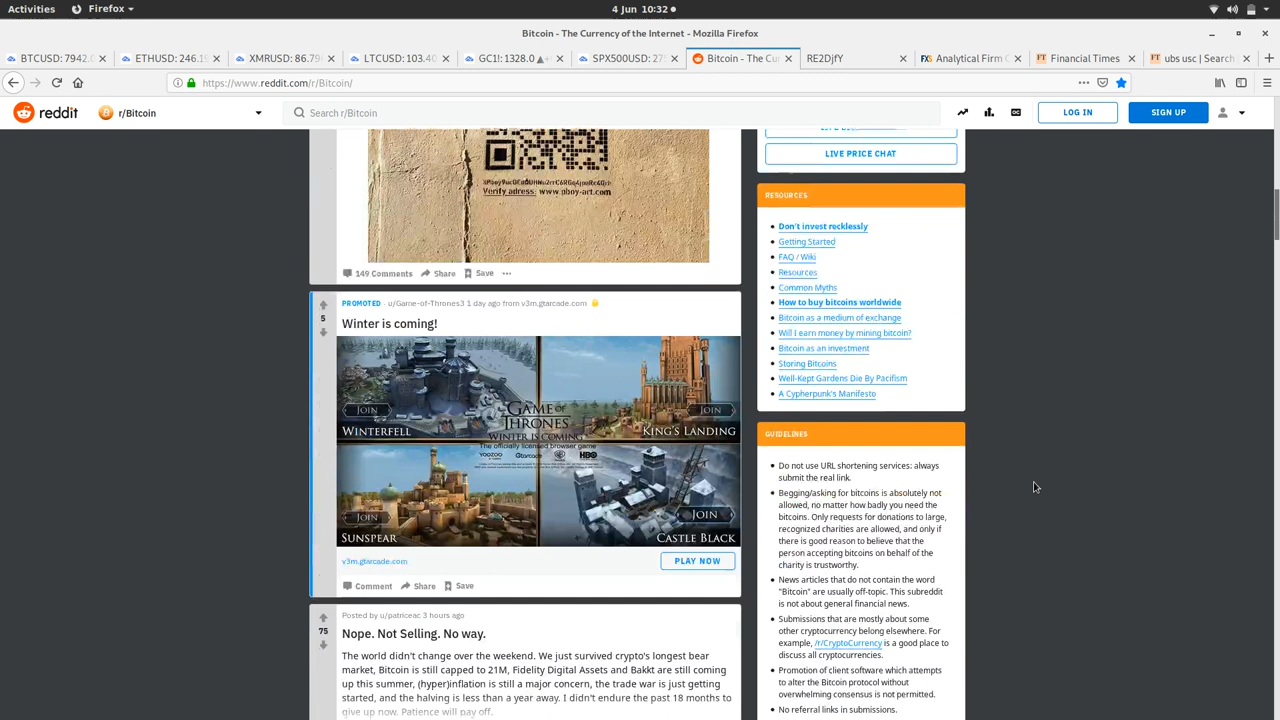 Activities
Firefox
4 Jun 10:32
Bitcoin - The Currency of the Internet - Mozilla Firefox
BTCUSD: 7942.
ETHUSD: 246.1
XMRUSD: 86.79
LTCUSD: 103.40
GC1!: 1328.0
SPX500USD: 27
Bitcoin - The Cu
RE2DjfY
Analytical Firm C
Financial Times
ubs usc | Search
https://www.reddit.com/r/Bitcoin/
reddit
r/Bitcoin
Search r/Bitcoin
LOG IN
SIGN UP
Verify adress: www.pboy-art.com
149 Comments
Share
Save
PROMOTED · u/Game-of-Thrones3 1 day ago from v3m.gtarcade.com
5
Winter is coming!
JOIN
WINTERFELL
JOIN
KING'S LANDING
GAME OF
THRONES
WINTER IS COMING
The officially licensed browser game
YOOZOO
Gtarcade
HBO
JOIN
SUNSPEAR
JOIN
CASTLE BLACK
v3m.gtarcade.com
PLAY NOW
Comment
Share
Save
Posted by u/patriceac 3 hours ago
75
Nope. Not Selling. No way.
The world didn't change over the weekend. We just survived crypto's longest bear
market, Bitcoin is still capped to 21M, Fidelity Digital Assets and Bakkt are still coming
up this summer, (hyper)inflation is still a major concern, the trade war is just getting
started, and the halving is less than a year away. I didn't endure the past 18 months to
give up now. Patience will pay off.
LIVE PRICE CHAT
RESOURCES
Don't invest recklessly
Getting Started
FAQ / Wiki
Resources
Common Myths
How to buy bitcoins worldwide
Bitcoin as a medium of exchange
Will I earn money by mining bitcoin?
Bitcoin as an investment
Storing Bitcoins
Well-Kept Gardens Die By Pacifism
A Cypherpunk's Manifesto
GUIDELINES
Do not use URL shortening services: always
submit the real link.
Begging/asking for bitcoins is absolutely not
allowed, no matter how badly you need the
bitcoins. Only requests for donations to large,
recognized charities are allowed, and only if
there is good reason to believe that the
person accepting bitcoins on behalf of the
charity is trustworthy.
News articles that do not contain the word
"Bitcoin" are usually off-topic. This subreddit
is not about general financial news.
Submissions that are mostly about some
other cryptocurrency belong elsewhere. For
example, /r/CryptoCurrency is a good place to
discuss all cryptocurrencies.
Promotion of client software which attempts
to alter the Bitcoin protocol without
overwhelming consensus is not permitted.
No referral links in submissions.